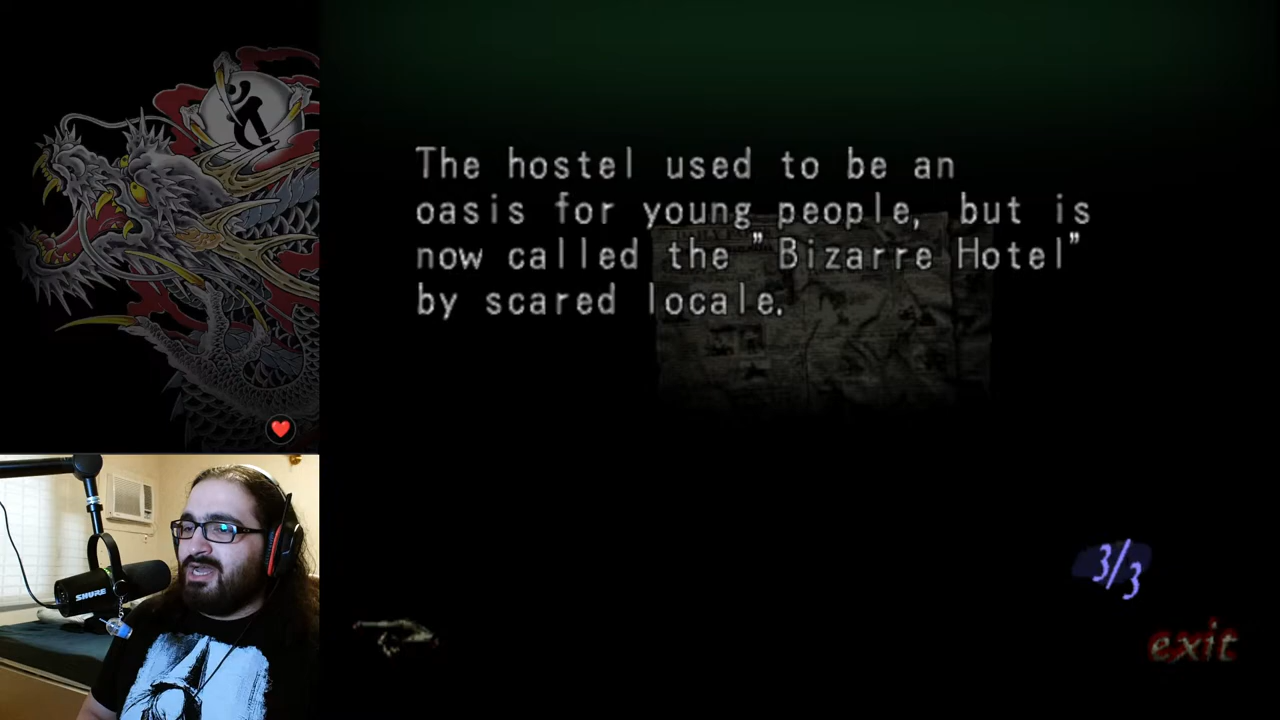 The hostel used to be an
oasis for young people, but is
now called the "Bizarre Hotel"
by scared locale.
3/3
exit
SHURE